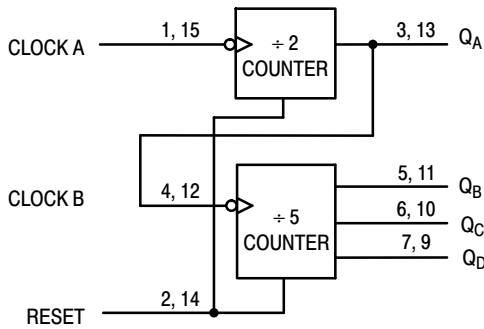 CLOCK A
1, 15
÷ 2
COUNTER
3, 13
QA
CLOCK B
4, 12
÷ 5
COUNTER
5, 11
QB
6, 10
QC
7, 9
QD
RESET
2, 14